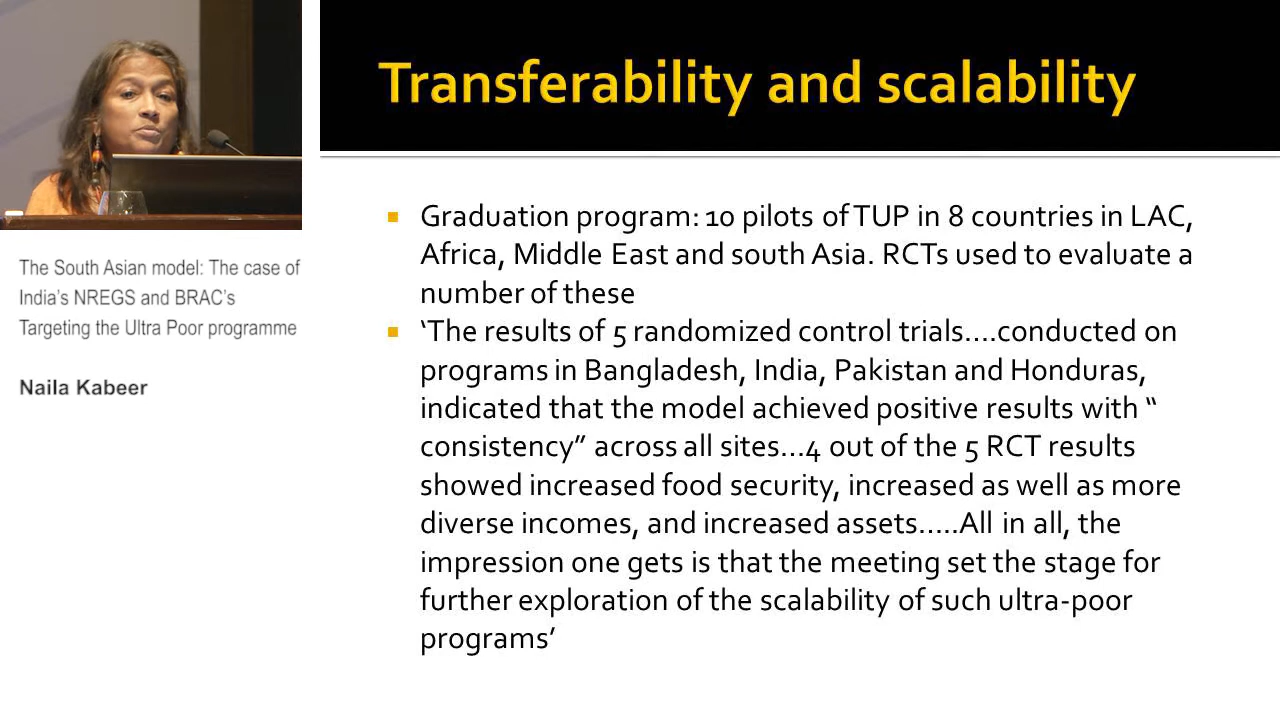 Transferability and scalability
The South Asian model: The case of
India's NREGS and BRAC's
Targeting the Ultra Poor programme
Naila Kabeer
Graduation program: 10 pilots of TUP in 8 countries in LAC,
Africa, Middle East and south Asia. RCTs used to evaluate a
number of these
‘The results of 5 randomized control trials….conducted on
programs in Bangladesh, India, Pakistan and Honduras,
indicated that the model achieved positive results with “
consistency” across all sites…4 out of the 5 RCT results
showed increased food security, increased as well as more
diverse incomes, and increased assets…..All in all, the
impression one gets is that the meeting set the stage for
further exploration of the scalability of such ultra-poor
programs’